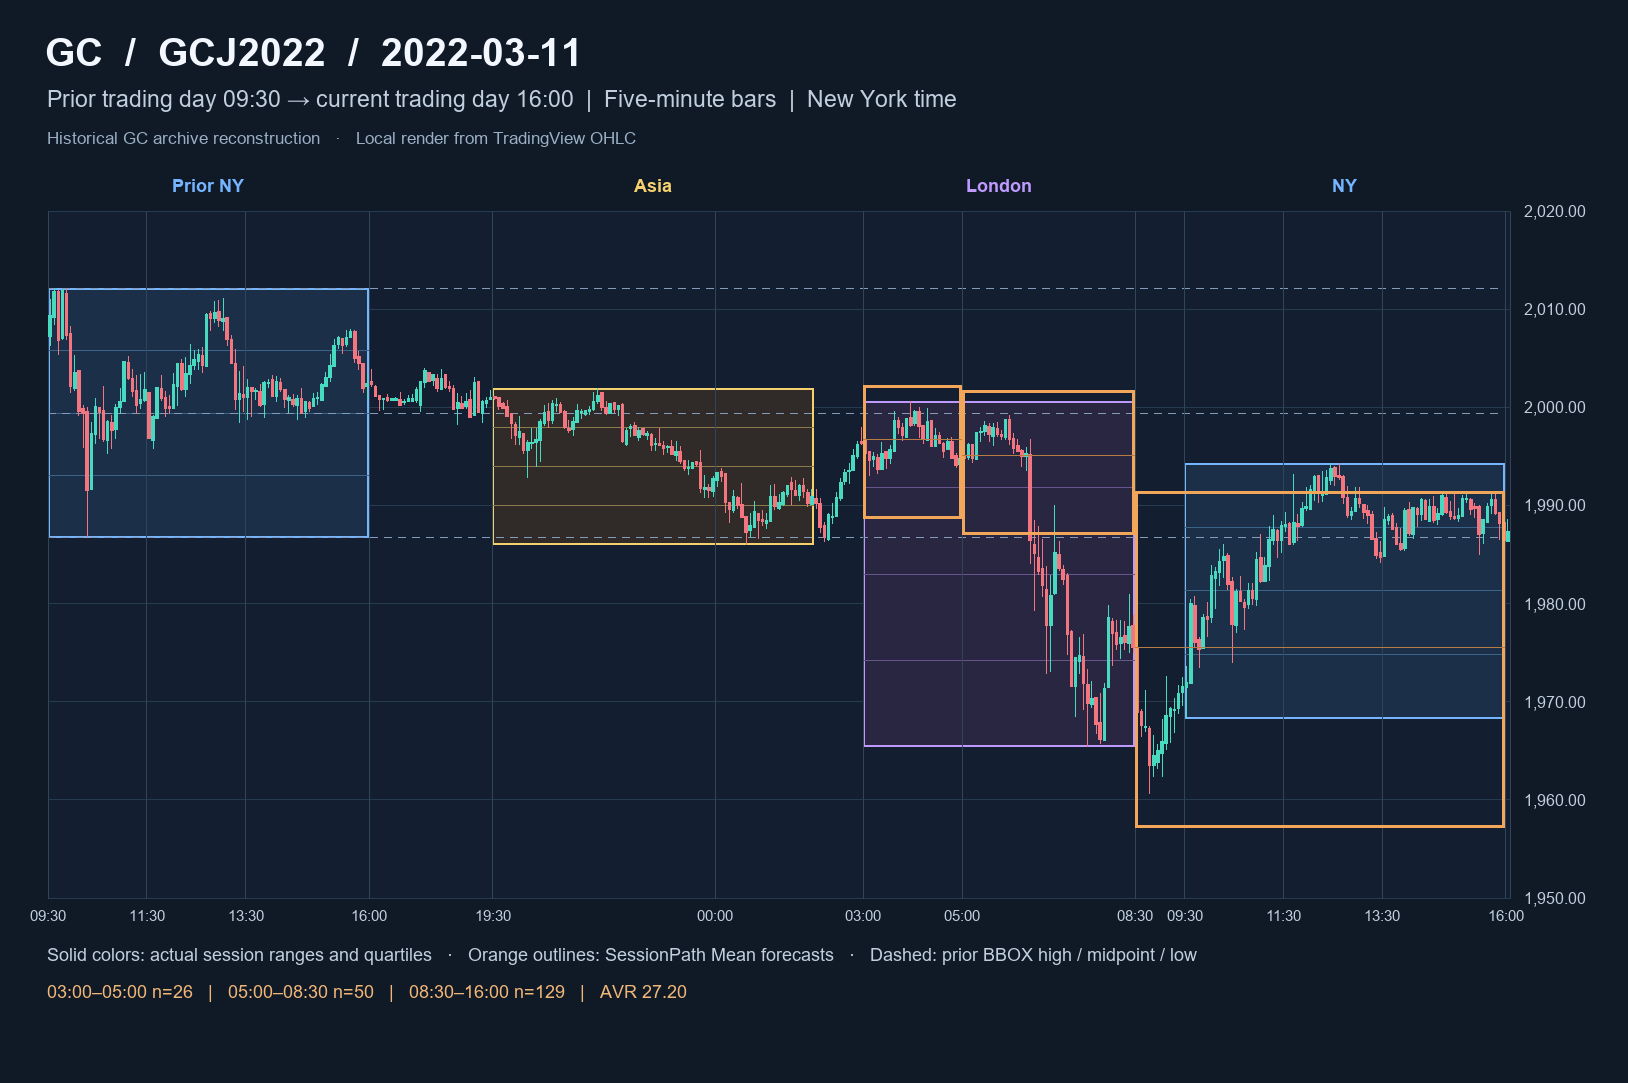 GC / GCJ2022 / 2022-03-11
Prior trading day 09:30 → current trading day 16:00 | Five-minute bars | New York time
Historical GC archive reconstruction · Local render from TradingView OHLC
Prior NY Asia London NY
2,020.00
2,010.00
2,000.00
1,990.00
1,980.00
1,970.00
1,960.00
1,950.00
09:30 11:30 13:30 16:00 19:30 00:00 03:00 05:00 08:30 09:30 11:30 13:30 16:00
Solid colors: actual session ranges and quartiles · Orange outlines: SessionPath Mean forecasts · Dashed: prior BBOX high / midpoint / low
03:00–05:00 n=26 | 05:00–08:30 n=50 | 08:30–16:00 n=129 | AVR 27.20